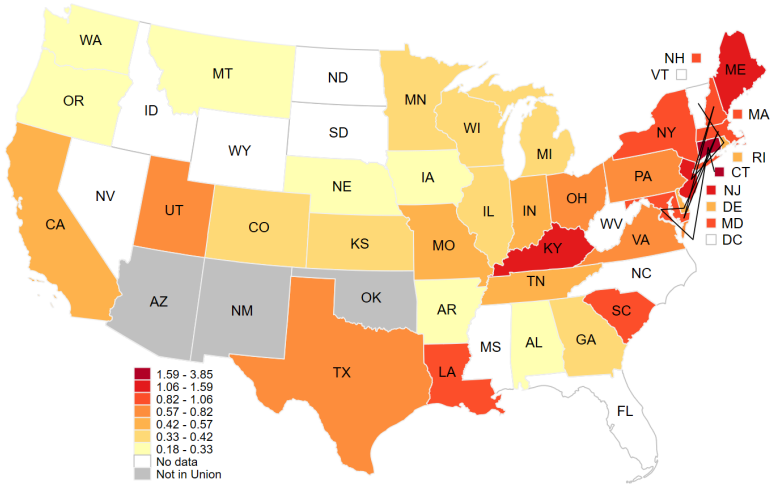 WA
MT
ND
MN
OR
ID
SD
WI
MI
WY
NE
IA
NV
UT
CO
IL
IN
OH
PA
NY
ME
NH
VT
MA
RI
CT
NJ
DE
MD
DC
CA
KS
MO
KY
WV
VA
AZ
NM
OK
AR
TN
NC
SC
TX
LA
MS
AL
GA
FL
1.59 - 3.85
1.06 - 1.59
0.82 - 1.06
0.57 - 0.82
0.42 - 0.57
0.33 - 0.42
0.18 - 0.33
No data
Not in Union